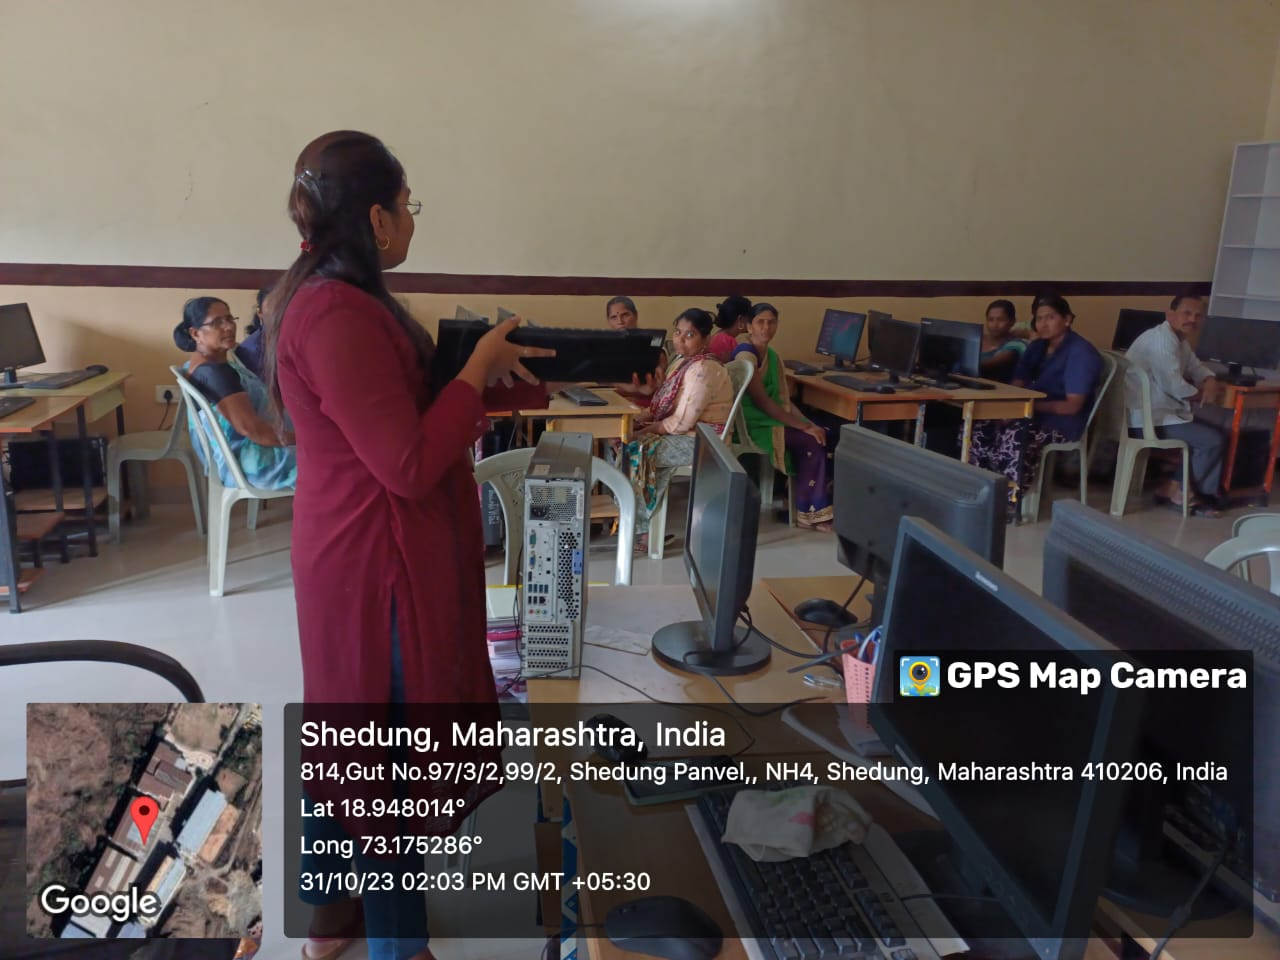 GPS Map Camera
Shedung, Maharashtra, India
814,Gut No.97/3/2,99/2, Shedung Panvel,, NH4, Shedung, Maharashtra 410206, India
Lat 18.948014°
Long 73.175286°
31/10/23 02:03 PM GMT +05:30
Google